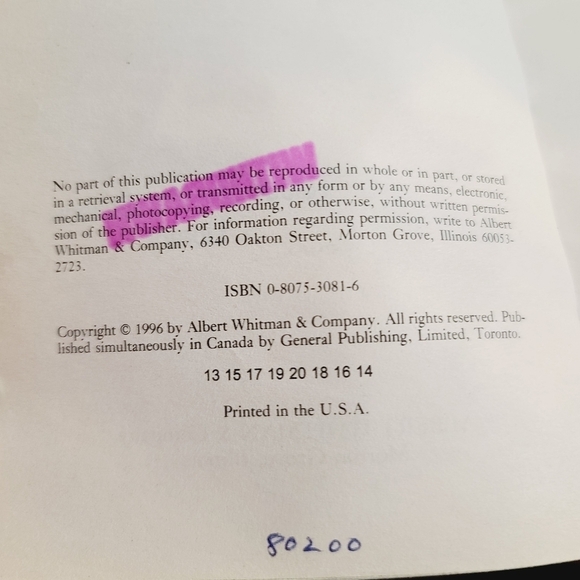 No part of this publication may be reproduced in whole or in part, or stored
in a retrieval system, or transmitted in any form or by any means, electronic,
mechanical, photocopying, recording, or otherwise, without written permis-
sion of the publisher. For information regarding permission, write to Albert
Whitman & Company, 6340 Oakton Street, Morton Grove, Illinois 60053-
2723.
ISBN 0-8075-3081-6
Copyright © 1996 by Albert Whitman & Company. All rights reserved. Pub-
lished simultaneously in Canada by General Publishing, Limited, Toronto.
13 15 17 19 20 18 16 14
Printed in the U.S.A.
80200